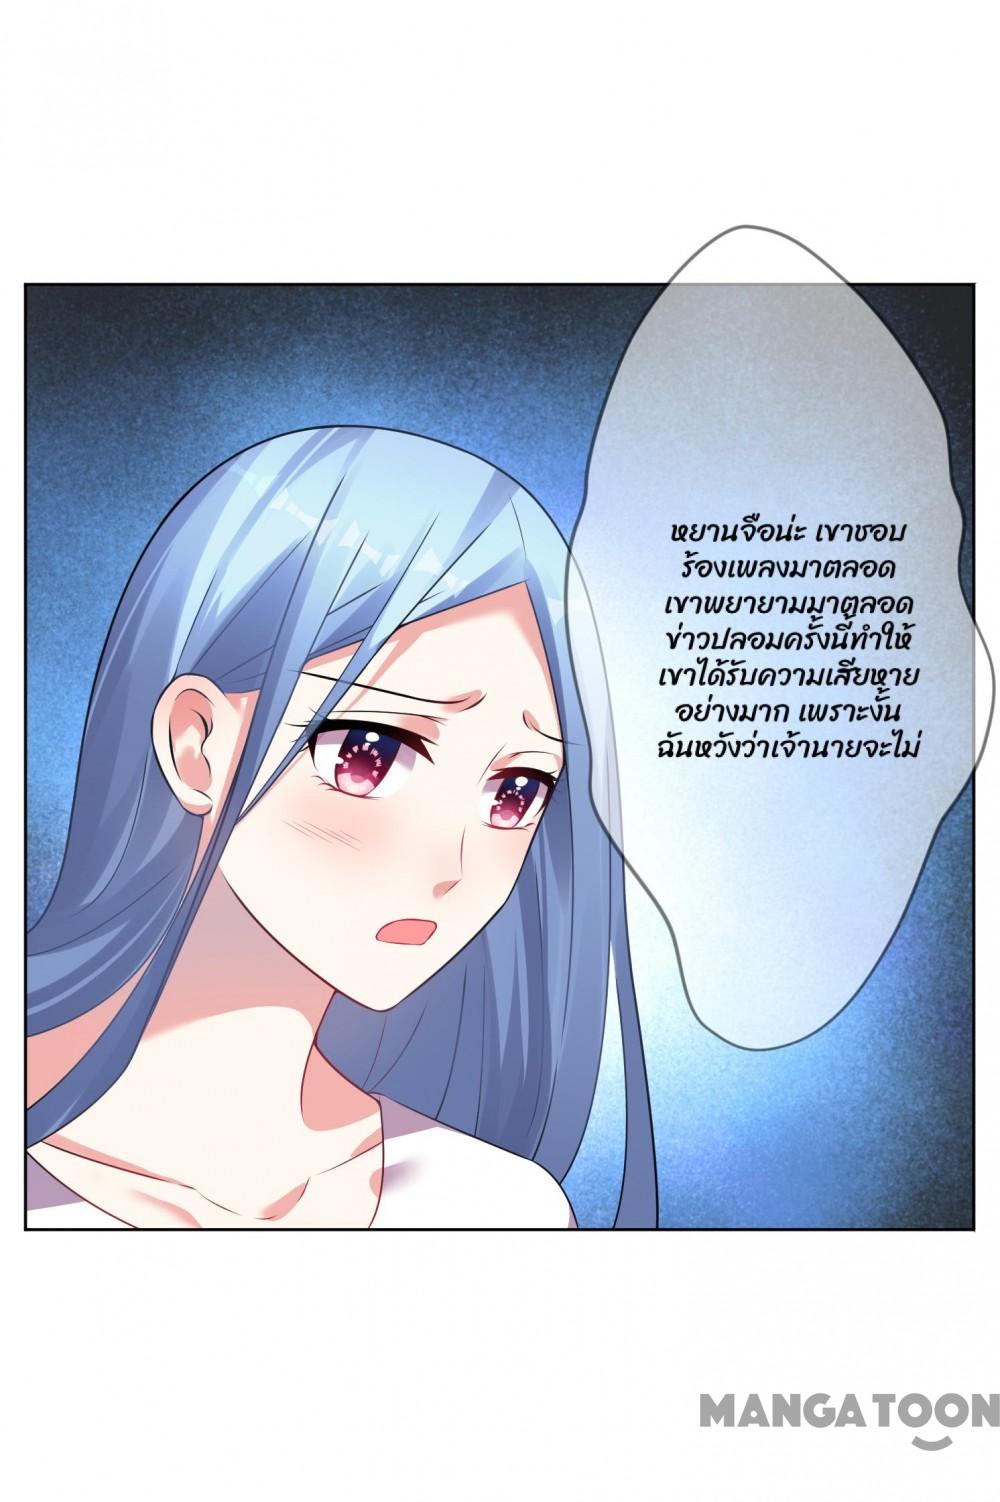 หยานจือน่ะ เขาชอบ
ร้องเพลงมาตลอด
เขาพยายามมาตลอด
ข่าวปลอมครั้งนี้ทำให้
เขาได้รับความเสียหาย
อย่างมาก เพราะงั้น
ฉันหวังว่าเจ้านายจะไม่
MANGATOON